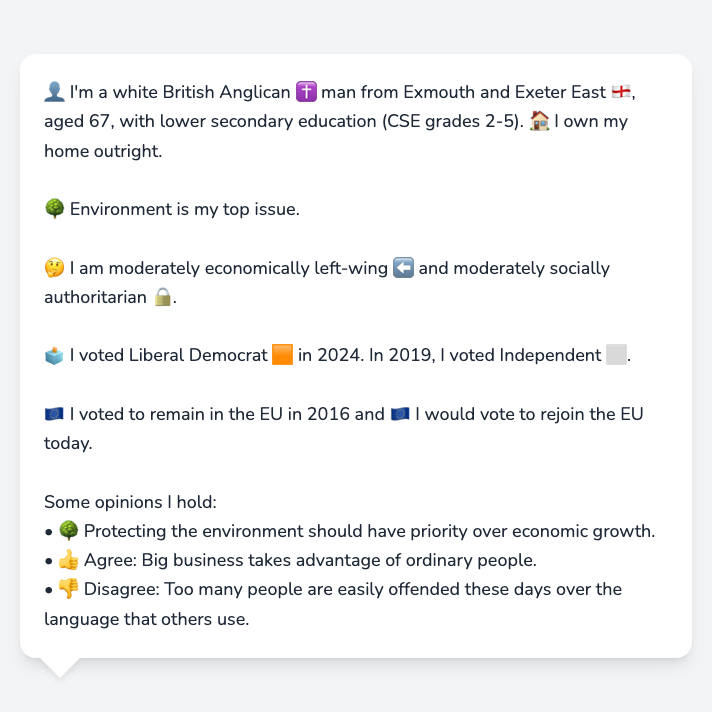 👤 I'm a white British Anglican ✝️ man from Exmouth and Exeter East 🏴󠁧󠁢󠁥󠁮󠁧󠁿,
aged 67, with lower secondary education (CSE grades 2-5). 🏠 I own my
home outright.
🌳 Environment is my top issue.
🤔 I am moderately economically left-wing ⬅️ and moderately socially
authoritarian 🔒.
🗳️ I voted Liberal Democrat 🟧 in 2024. In 2019, I voted Independent ⬜.
🇪🇺 I voted to remain in the EU in 2016 and 🇪🇺 I would vote to rejoin the EU
today.
Some opinions I hold:
• 🌳 Protecting the environment should have priority over economic growth.
• 👍 Agree: Big business takes advantage of ordinary people.
• 👎 Disagree: Too many people are easily offended these days over the
language that others use.